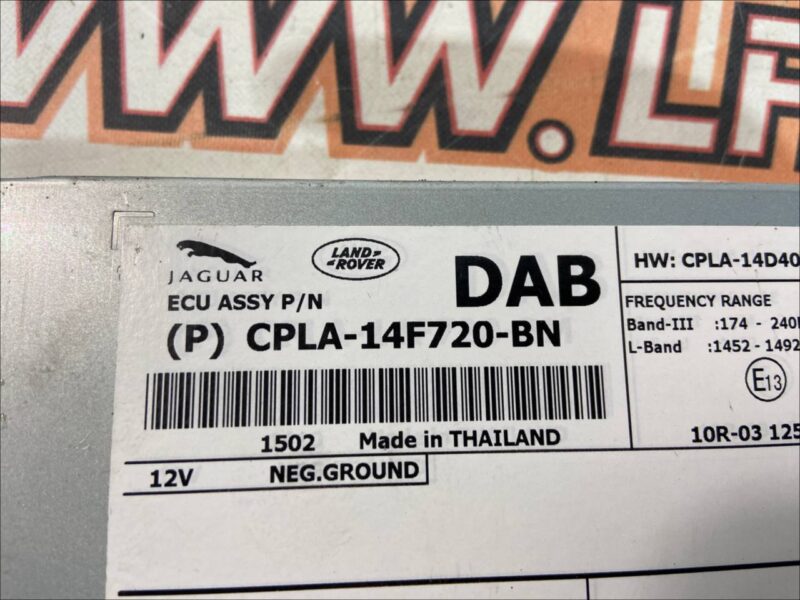 WWW.LF
JAGUAR
LAND ROVER
ECU ASSY P/N
DAB
(P) CPLA-14F720-BN
1502 Made in THAILAND
12V NEG.GROUND
HW: CPLA-14D40
FREQUENCY RANGE
Band-III :174 - 240
L-Band :1452 - 1492
E13
10R-03 125